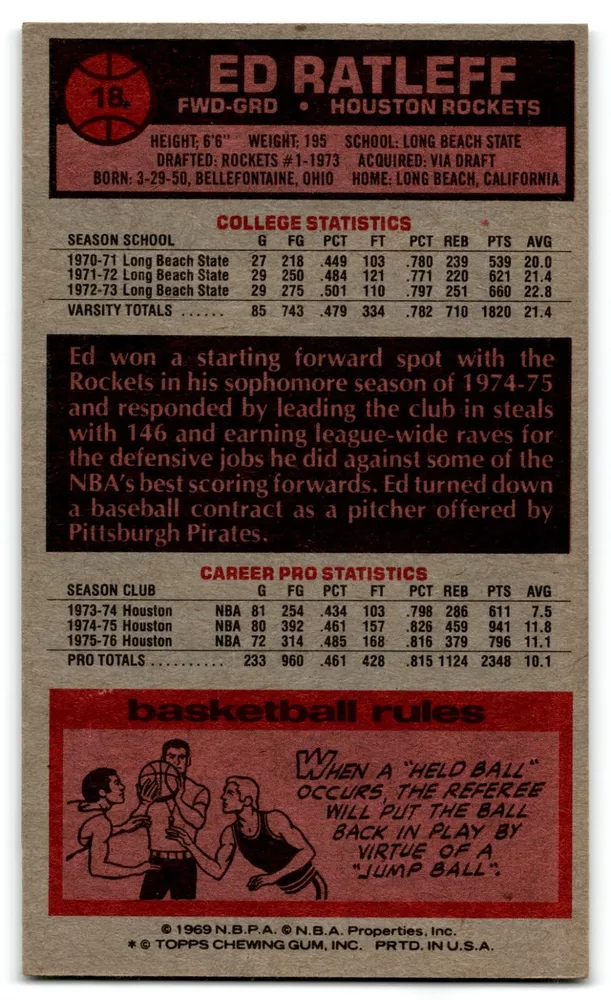 18
ED RATLEFF
FWD-GRD • HOUSTON ROCKETS
HEIGHT: 6'6" WEIGHT: 195 SCHOOL: LONG BEACH STATE
DRAFTED: ROCKETS #1-1973 ACQUIRED: VIA DRAFT
BORN: 3-29-50, BELLEFONTAINE, OHIO HOME: LONG BEACH, CALIFORNIA
COLLEGE STATISTICS
SEASON SCHOOL G FG PCT FT PCT REB PTS AVG
1970-71 Long Beach State 27 218 .449 103 .780 239 539 20.0
1971-72 Long Beach State 29 250 .484 121 .771 220 621 21.4
1972-73 Long Beach State 29 275 .501 110 .797 251 660 22.8
VARSITY TOTALS ...... 85 743 .479 334 .782 710 1820 21.4
Ed won a starting forward spot with the
Rockets in his sophomore season of 1974-75
and responded by leading the club in steals
with 146 and earning league-wide raves for
the defensive jobs he did against some of the
NBA's best scoring forwards. Ed turned down
a baseball contract as a pitcher offered by
Pittsburgh Pirates.
CAREER PRO STATISTICS
SEASON CLUB G FG PCT FT PCT REB PTS AVG
1973-74 Houston NBA 81 254 .434 103 .798 286 611 7.5
1974-75 Houston NBA 80 392 .461 157 .826 459 941 11.8
1975-76 Houston NBA 72 314 .485 168 .816 379 796 11.1
PRO TOTALS .......... 233 960 .461 428 .815 1124 2348 10.1
basketball rules
WHEN A "HELD BALL"
OCCURS, THE REFEREE
WILL PUT THE BALL
BACK IN PLAY BY
VIRTUE OF A
"JUMP BALL".
© 1969 N.B.P.A. © N.B.A. Properties, Inc.
* © TOPPS CHEWING GUM, INC. PRTD. IN U.S.A.